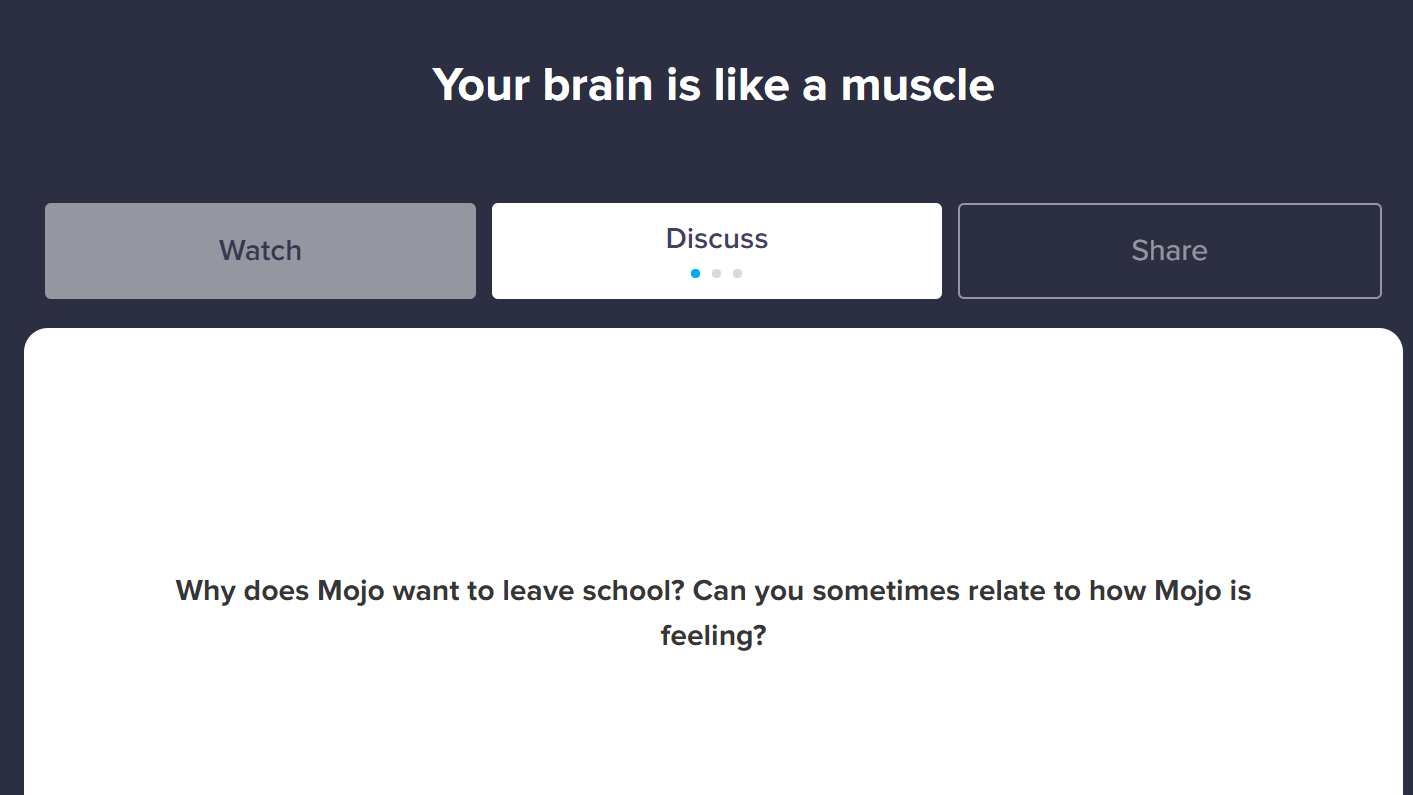 Your brain is like a muscle
Watch
Discuss
Share
Why does Mojo want to leave school? Can you sometimes relate to how Mojo is
feeling?